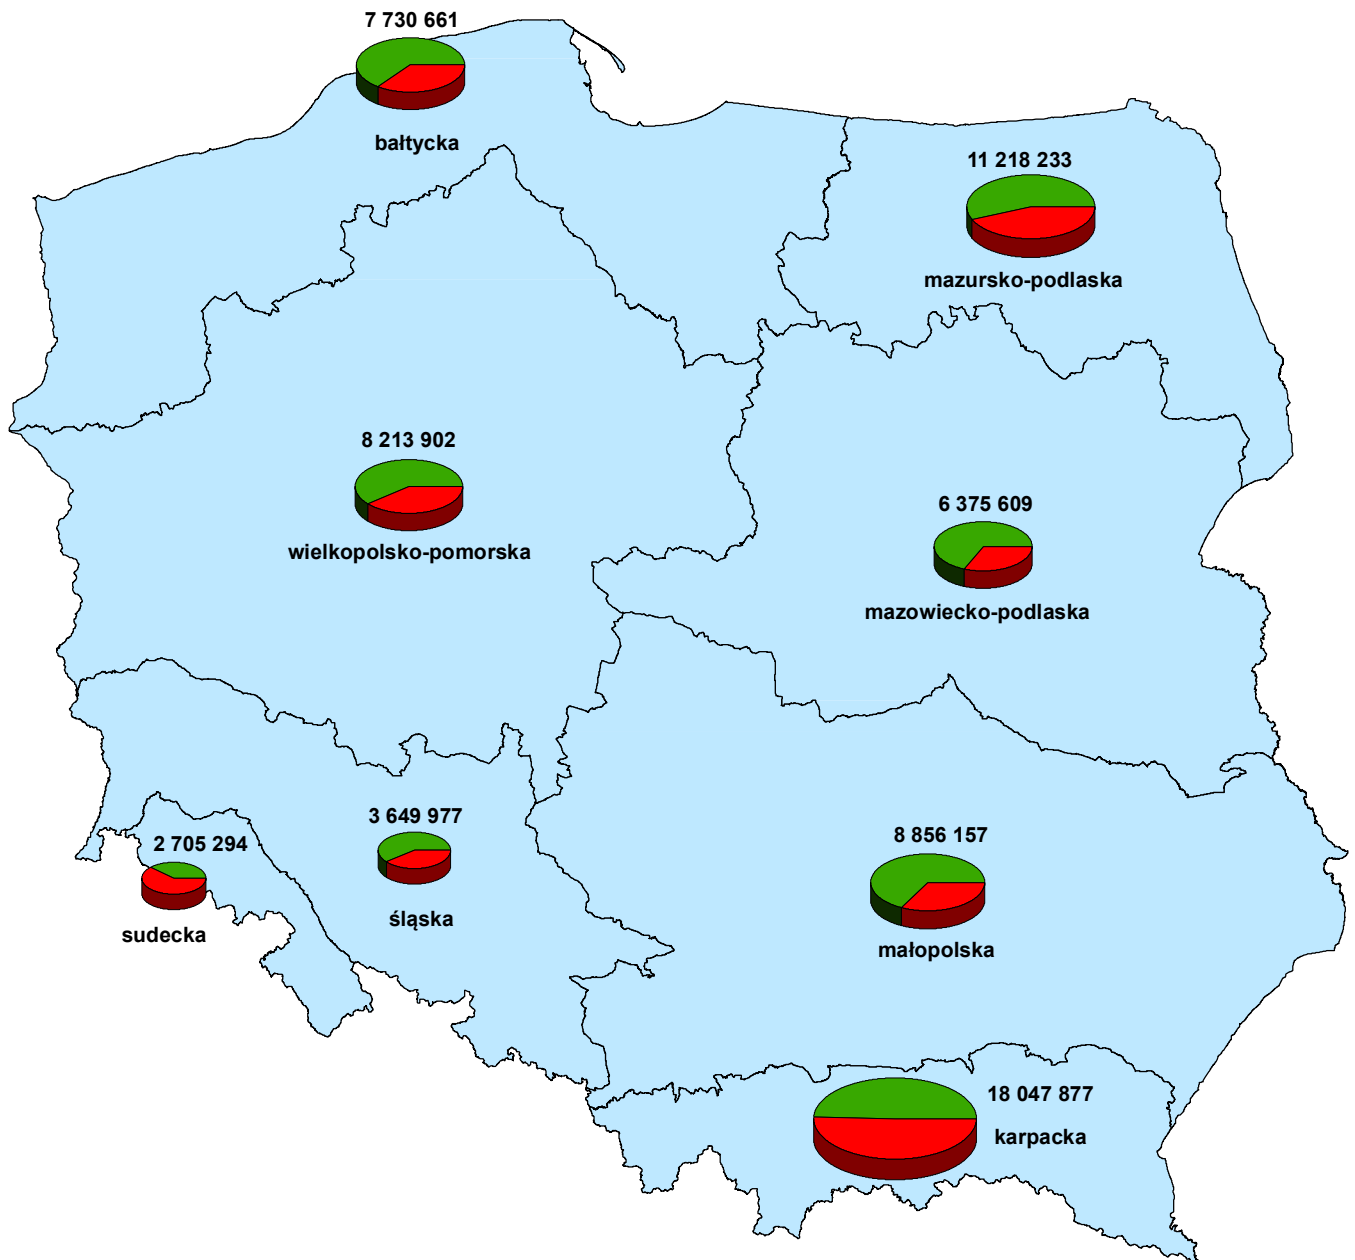 7 730 661
bałtycka
11 218 233
mazursko-podlaska
8 213 902
wielkopolsko-pomorska
6 375 609
mazowiecko-podlaska
3 649 977
śląska
2 705 294
sudecka
8 856 157
małopolska
18 047 877
karpacka